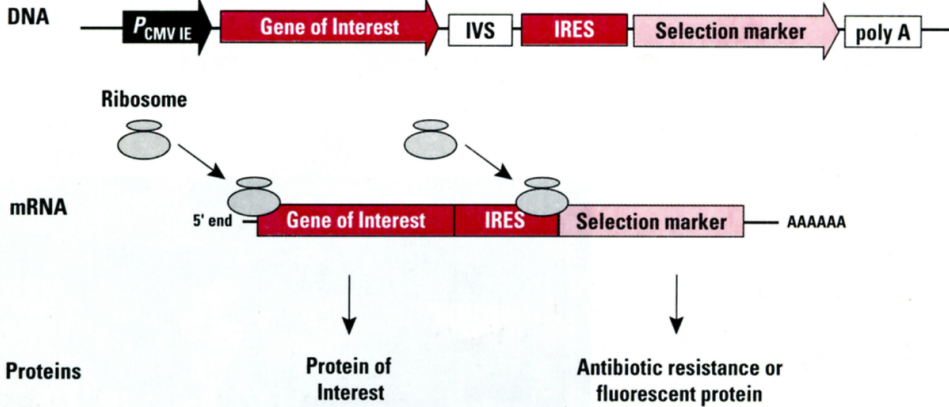 DNA
PCMV IE
Gene of Interest
IVS
IRES
Selection marker
poly A
Ribosome
mRNA
5' end
Gene of Interest
IRES
Selection marker
AAAAAA
Proteins
Protein of
Interest
Antibiotic resistance or
fluorescent protein